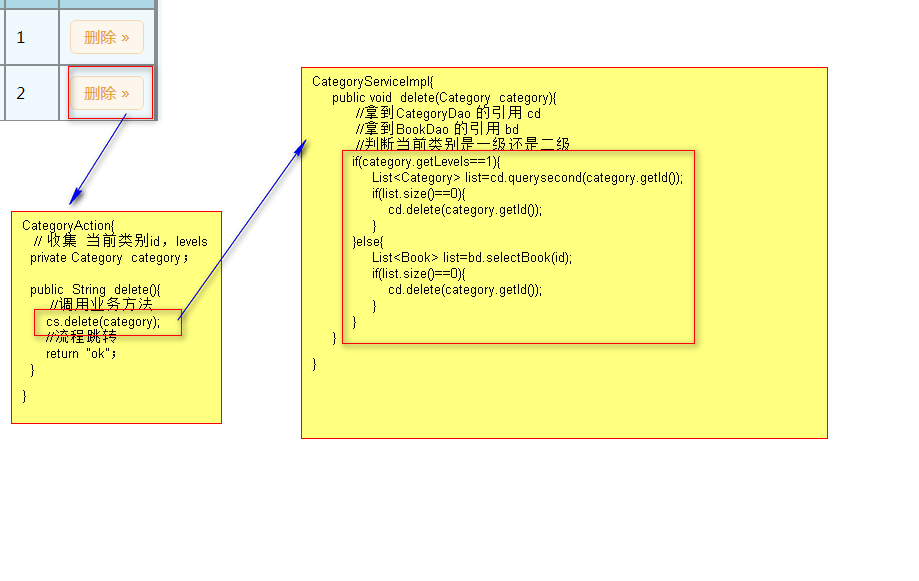 1
删除 »
2
删除 »
CategoryAction{
// 收集 当前类别id，levels
private Category category；
public String delete(){
//调用业务方法
cs.delete(category);
//流程跳转
return "ok"；
}
}
CategoryServiceImpl{
public void delete(Category category){
//拿到CategoryDao 的引用 cd
//拿到BookDao 的引用 bd
//判断当前类别是一级还是二级
if(category.getLevels==1){
List<Category> list=cd.querysecond(category.getId());
if(list.size()==0){
cd.delete(category.getId());
}
}else{
List<Book> list=bd.selectBook(id);
if(list.size()==0){
cd.delete(category.getId());
}
}
}
}